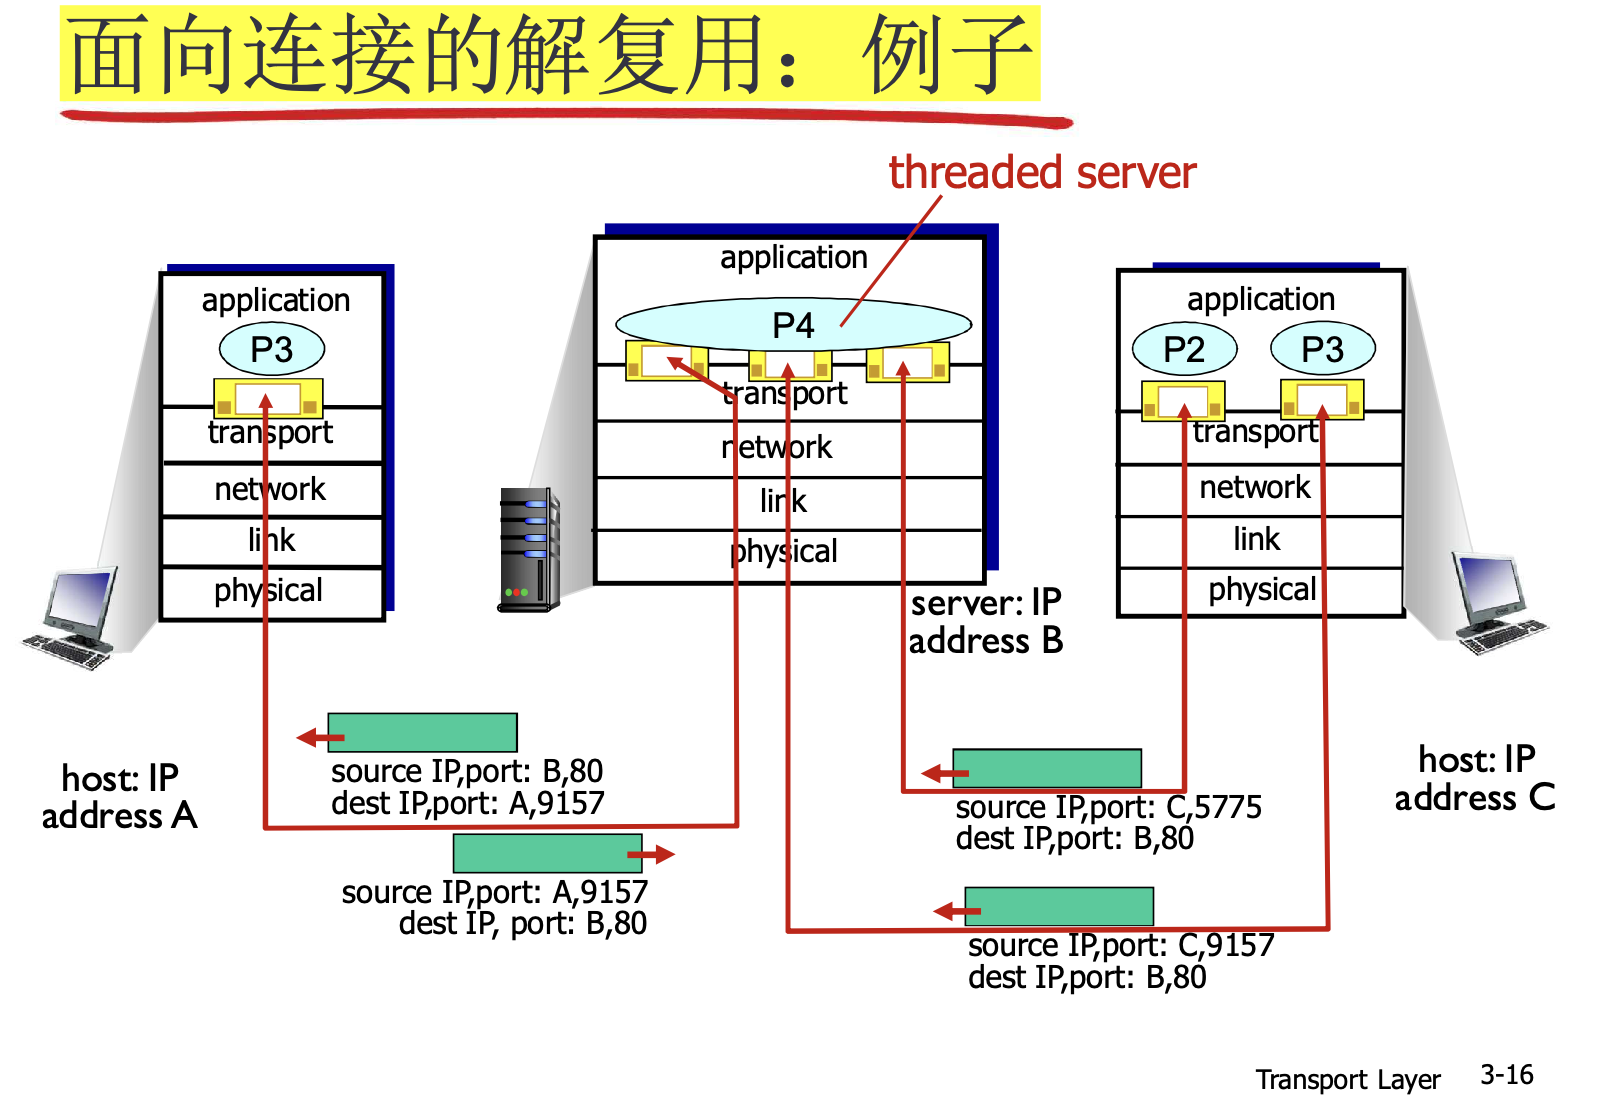 面向连接的解复用：例子
threaded server
application
P3
transport
network
link
physical
host: IP
address A
application
P4
transport
network
link
physical
server: IP
address B
application
P2
P3
transport
network
link
physical
host: IP
address C
source IP,port: B,80
dest IP,port: A,9157
source IP,port: A,9157
dest IP, port: B,80
source IP,port: C,5775
dest IP,port: B,80
source IP,port: C,9157
dest IP,port: B,80
Transport Layer
3-16